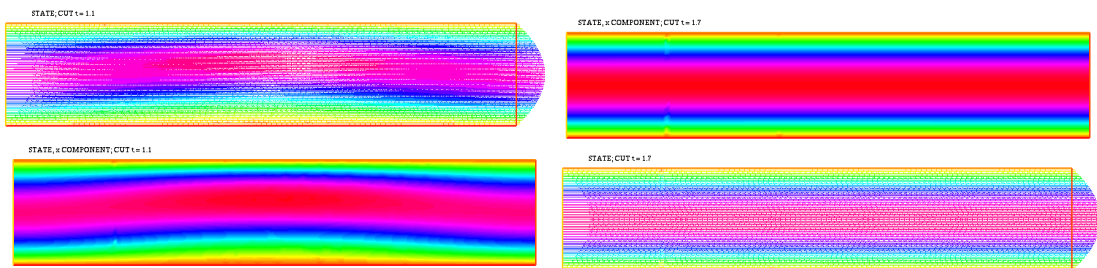 STATE; CUT t = 1.1
STATE, x COMPONENT; CUT t = 1.7
STATE, x COMPONENT; CUT t = 1.1
STATE; CUT t = 1.7